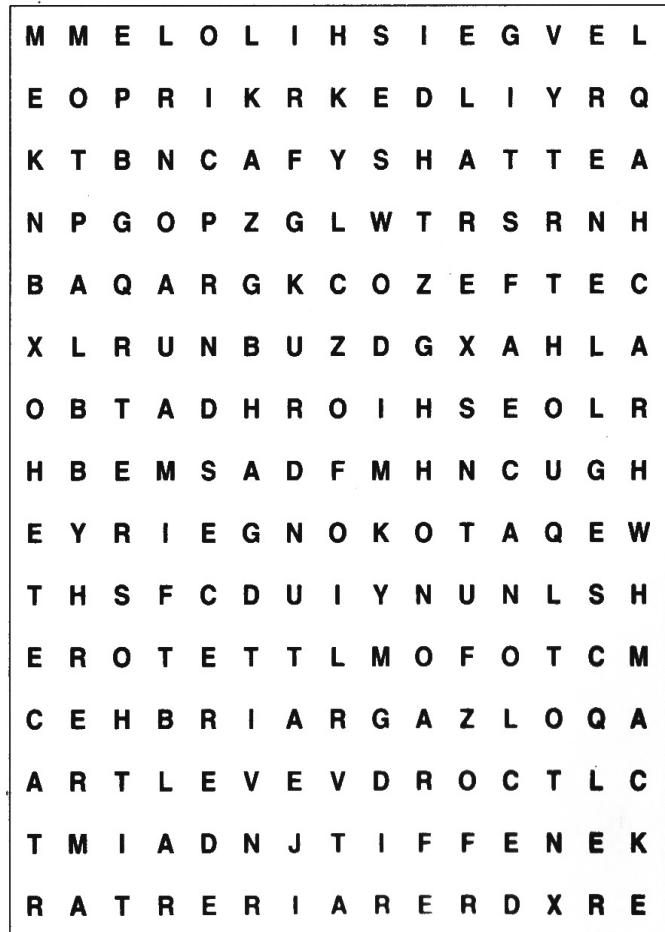 M M E L O L I H S I E G V E L
E O P R I K R K E D L I Y R Q
K T B N C A F Y S H A T T E A
N P G O P Z G L W T R S R N H
B A Q A R G K C O Z E F T E C
X L R U N B U Z D G X A H L A
O B T A D H R O I H S E O L R
H B E M S A D F M H N C U G H
E Y R I E G N O K O T A Q E W
T H S F C D U I Y N U N L S H
E R O T E T T L M O F O T C M
C E H B R I A R G A Z L O Q A
A R T L E V E V D R O C T L C
T M I A D N J T I F F E N E K
R A T R E R I A R E R D X R E